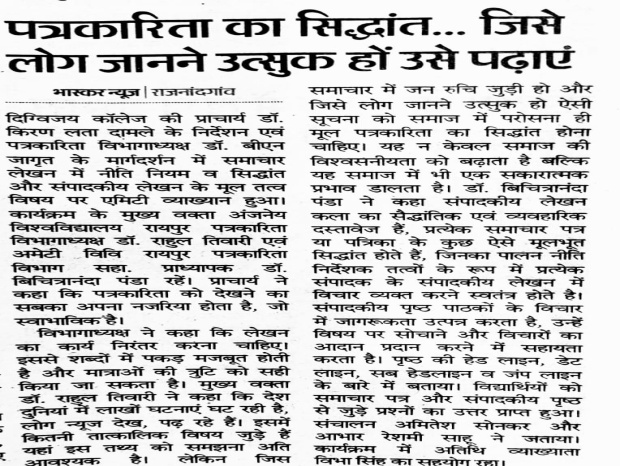 पत्रकारिता का सिद्धांत... जिसे
लोग जानने उत्सुक हों उसे पढ़ाएं
भास्कर न्यूज | राजनांदगांव
दिग्विजय कॉलेज की प्राचार्य डॉ.
किरण लता दामले के निर्देशन एवं
पत्रकारिता विभागाध्यक्ष डॉ. बीएन
जागृत के मार्गदर्शन में समाचार
लेखन में नीति नियम व सिद्धांत
और संपादकीय लेखन के मूल तत्व
विषय पर एमिटी व्याख्यान हुआ।
कार्यक्रम के मुख्य वक्ता अंजनेय
विश्वविद्यालय रायपुर पत्रकारिता
विभागाध्यक्ष डॉ. राहुल तिवारी एवं
अमेटी विवि रायपुर पत्रकारिता
विभाग सहा. प्राध्यापक डॉ.
बिचित्रानंदा पंडा रहें। प्राचार्य ने
कहा कि पत्रकारिता को देखने का
सबका अपना नजरिया होता है, जो
स्वाभाविक है।
विभागाध्यक्ष ने कहा कि लेखन
का कार्य निरंतर करना चाहिए।
इससे शब्दों में पकड़ मजबूत होती
है और मात्राओं की त्रुटि को सही
किया जा सकता है। मुख्य वक्ता
डॉ. राहुल तिवारी ने कहा कि देश
दुनियां में लाखों घटनाएं घट रही है,
लोग न्यूज देख, पढ़ रहे हैं। इसमें
कितनी तात्कालिक विषय जुड़े हैं
यहां इस तथ्य को समझना अति
आवश्यक है। लेकिन जिस
समाचार में जन रुचि जुड़ी हो और
जिसे लोग जानने उत्सुक हो ऐसी
सूचना को समाज में परोसना ही
मूल पत्रकारिता का सिद्धांत होना
चाहिए। यह न केवल समाज की
विश्वसनीयता को बढ़ाता है बल्कि
यह समाज में भी एक सकारात्मक
प्रभाव डालता है। डॉ. बिचित्रानंदा
पंडा ने कहा संपादकीय लेखन
कला का सैद्धांतिक एवं व्यवहारिक
दस्तावेज हैं, प्रत्येक समाचार पत्र
या पत्रिका के कुछ ऐसे मूलभूत
सिद्धांत होते हैं, जिनका पालन नीति
निर्देशक तत्वों के रूप में प्रत्येक
संपादक के संपादकीय लेखन में
विचार व्यक्त करने स्वतंत्र होते है।
संपादकीय पृष्ठ पाठकों के विचार
में जागरूकता उत्पन्न करता है, उन्हें
विषय पर सोचाने और विचारों का
आदान प्रदान करने में सहायता
करता है। पृष्ठ की हेड लाइन, डेट
लाइन, सब हेडलाइन व जंप लाइन
के बारे में बताया। विद्यार्थियों को
समाचार पत्र और संपादकीय पृष्ठ
से जुड़े प्रश्नों का उत्तर प्राप्त हुआ।
संचालन अमितेश सोनकर और
आभार रेशमी साहू ने जताया।
कार्यक्रम में अतिथि व्याख्याता
विभा सिंह का सहयोग रहा।